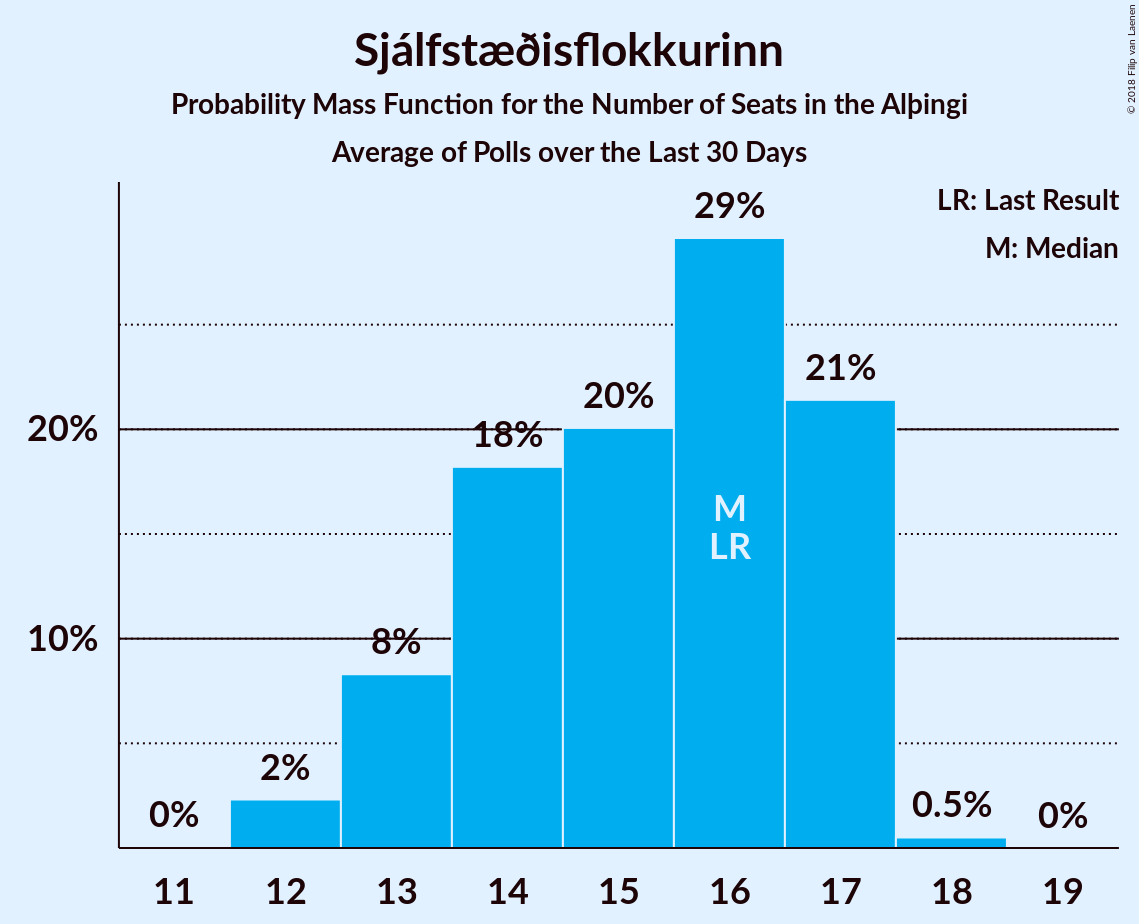 Sjálfstæðisflokkurinn
Probability Mass Function for the Number of Seats in the Alþingi
Average of Polls over the Last 30 Days
© 2018 Filip van Laenen
LR: Last Result
M: Median
29%
21%
20%
18%
20%
M
LR
10%
8%
2%
0%
0.5%
0%
11 12 13 14 15 16 17 18 19